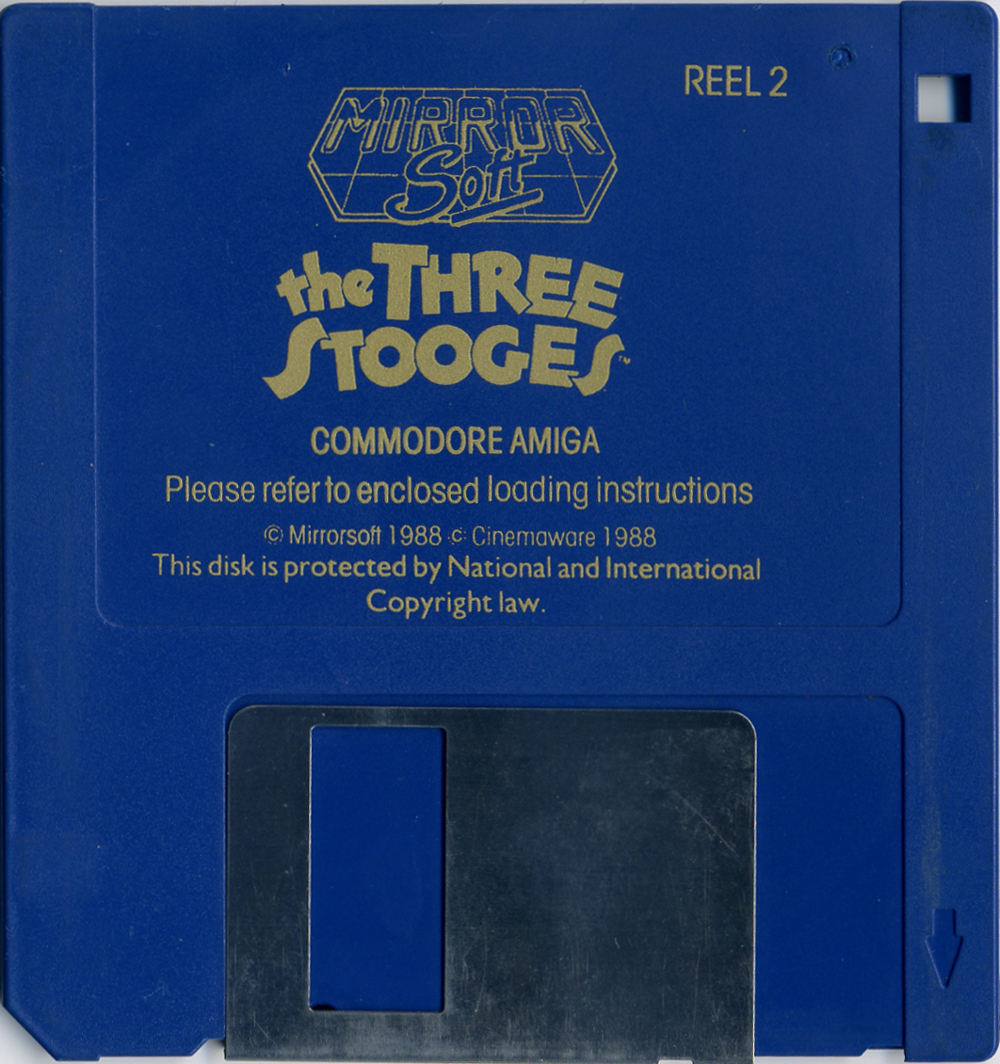 REEL 2
MIRROR
Soft
the THREE
STOOGES™
COMMODORE AMIGA
Please refer to enclosed loading instructions
© Mirrorsoft 1988 © Cinemaware 1988
This disk is protected by National and International
Copyright law.